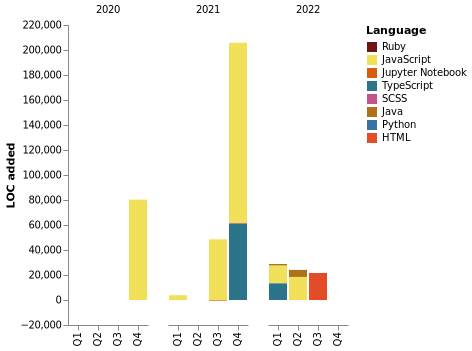 2020 2021 2022
220,000
200,000
180,000
160,000
140,000
120,000
100,000
80,000
60,000
40,000
20,000
0
−20,000
LOC added
Q1 Q2 Q3 Q4 Q1 Q2 Q3 Q4 Q1 Q2 Q3 Q4
Language
Ruby
JavaScript
Jupyter Notebook
TypeScript
SCSS
Java
Python
HTML